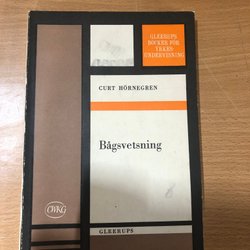 GLEERUPS
BÖCKER FÖR
YRKES-
UNDERVISNING
CURT HÖRNEGREN
Bågsvetsning
CWKG
GLEERUPS